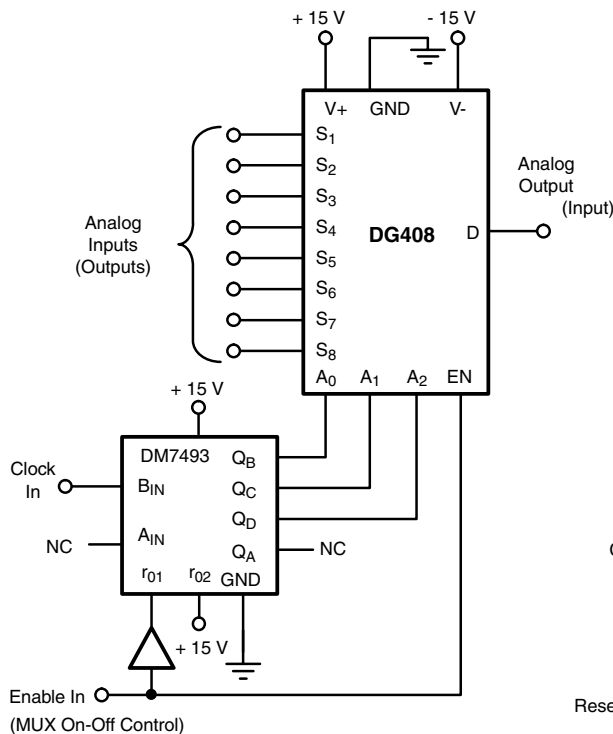 + 15 V
- 15 V
V+
GND
V-
S1
S2
S3
S4
S5
S6
S7
S8
Analog
Inputs
(Outputs)
DG408
D
Analog
Output
(Input)
A0
A1
A2
EN
+ 15 V
DM7493
Clock
In
BIN
AIN
NC
QB
QC
QD
QA
NC
r01
r02
GND
+ 15 V
Enable In
(MUX On-Off Control)